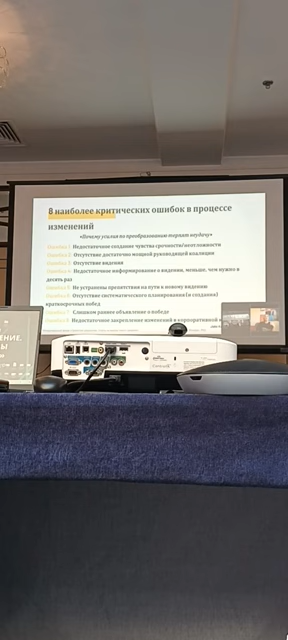 8 наиболее критических ошибок в процессе
изменений
«Почему усилия по преобразованию терпят неудачу»
Ошибка 1: Недостаточное создание чувства срочности/неотложности
Ошибка 2: Отсутствие достаточно мощной руководящей коалиции
Ошибка 3: Отсутствие видения
Ошибка 4: Недостаточное информирование о видении, меньше, чем нужно в
десять раз
Ошибка 5: Не устранены препятствия на пути к новому видению
Ошибка 6: Отсутствие систематического планирования (и создания)
краткосрочных побед
Ошибка 7: Слишком раннее объявление о победе
Ошибка 8: Недостаточное закрепление изменений в корпоративной
ЕНИЕ.
Ы